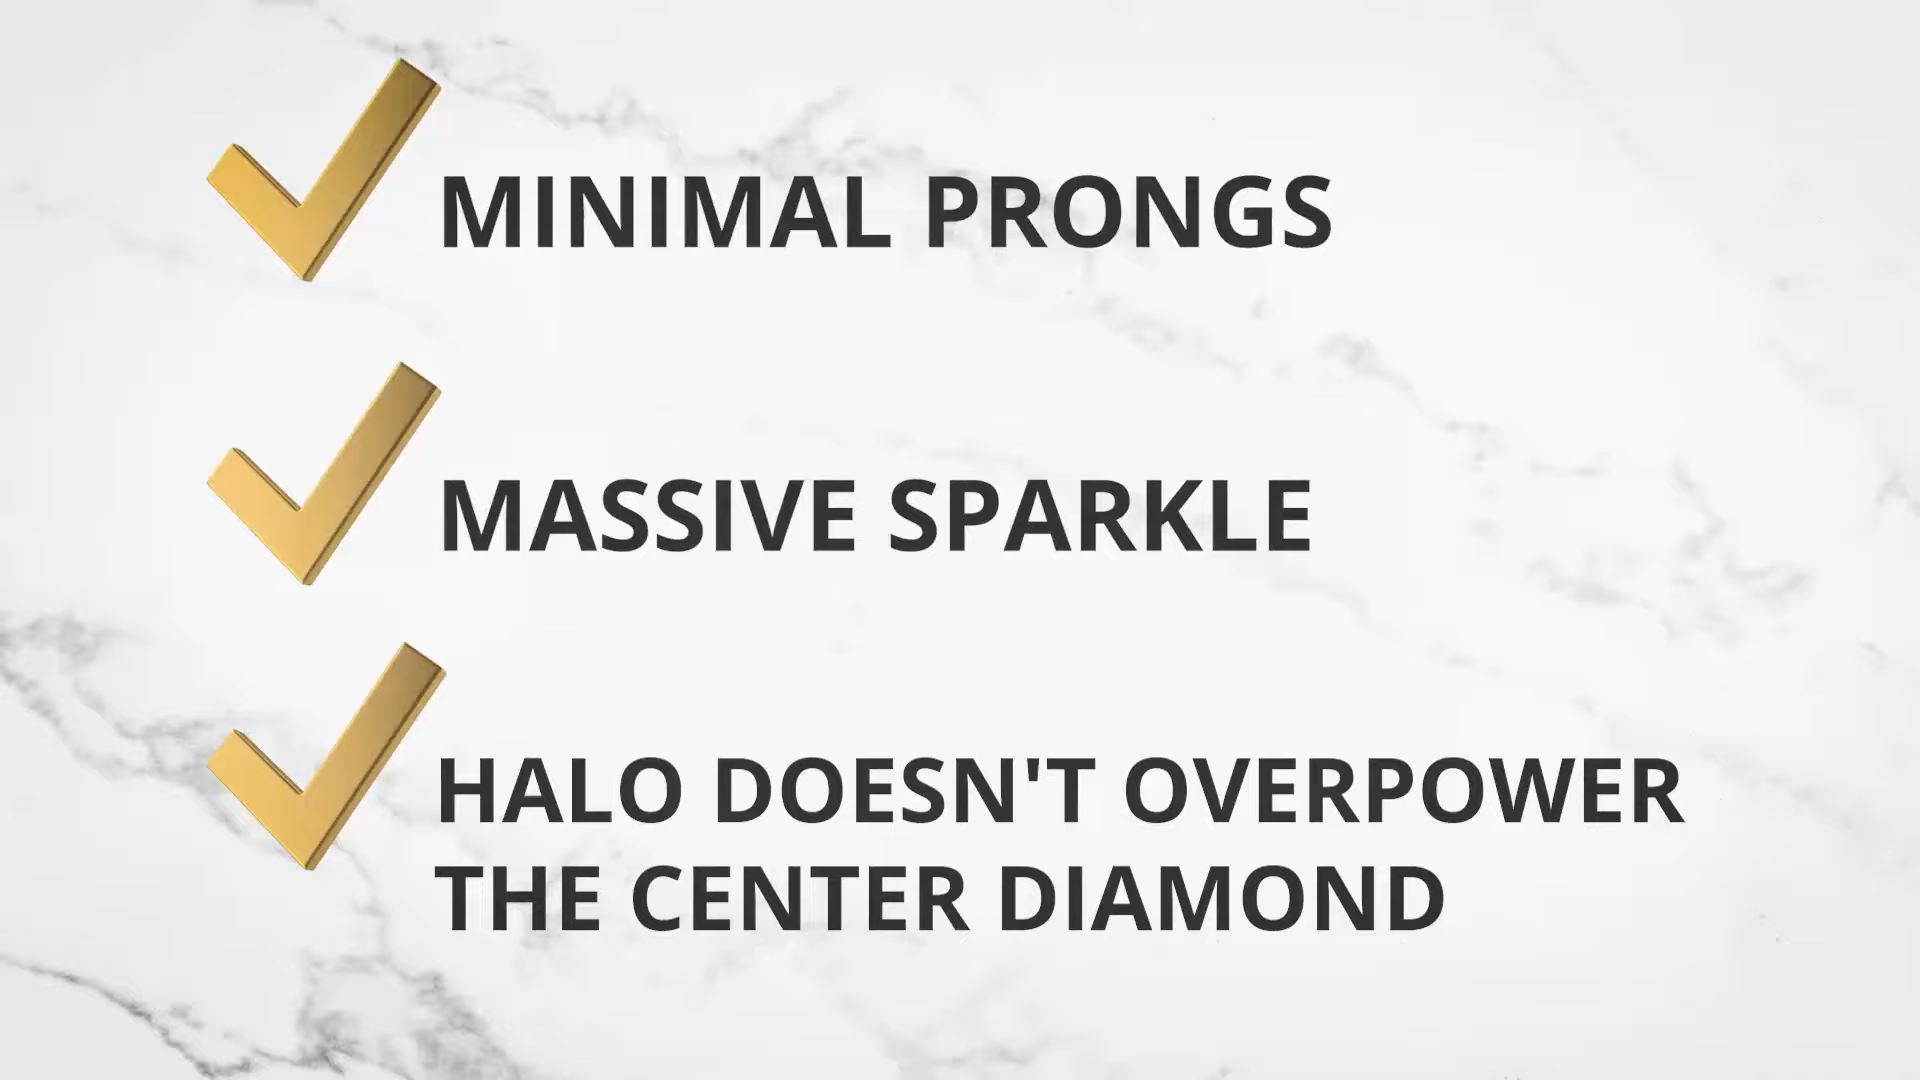 MINIMAL PRONGS
MASSIVE SPARKLE
HALO DOESN'T OVERPOWER
THE CENTER DIAMOND